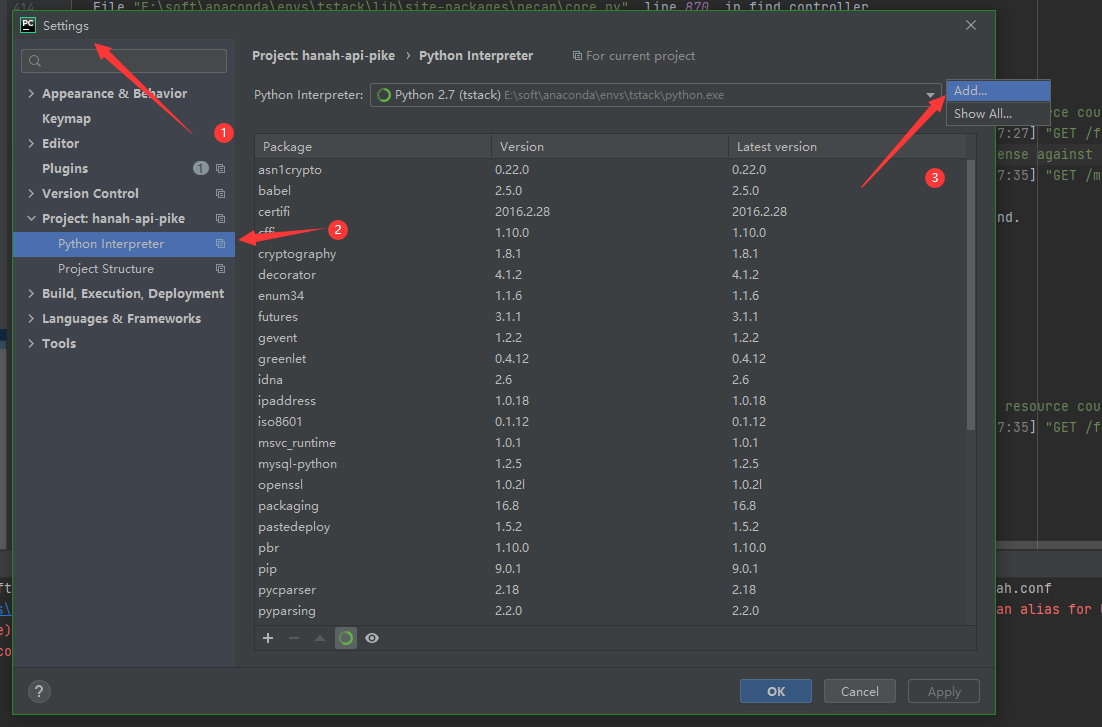 414 File "E:\soft\anaconda\envs\tstack\lib\site-packages\pecan\core.py", line 870, in find_controller
PC Settings
1
Appearance & Behavior
Keymap
Editor
Plugins 1
Version Control
Project: hanah-api-pike
Python Interpreter
Project Structure
Build, Execution, Deployment
Languages & Frameworks
Tools
2
Project: hanah-api-pike › Python Interpreter For current project
Python Interpreter: Python 2.7 (tstack) E:\soft\anaconda\envs\tstack\python.exe
Add...
Show All...
3
Package Version Latest version
asn1crypto 0.22.0 0.22.0
babel 2.5.0 2.5.0
certifi 2016.2.28 2016.2.28
cffi 1.10.0 1.10.0
cryptography 1.8.1 1.8.1
decorator 4.1.2 4.1.2
enum34 1.1.6 1.1.6
futures 3.1.1 3.1.1
gevent 1.2.2 1.2.2
greenlet 0.4.12 0.4.12
idna 2.6 2.6
ipaddress 1.0.18 1.0.18
iso8601 0.1.12 0.1.12
msvc_runtime 1.0.1 1.0.1
mysql-python 1.2.5 1.2.5
openssl 1.0.2l 1.0.2l
packaging 16.8 16.8
pastedeploy 1.5.2 1.5.2
pbr 1.10.0 1.10.0
pip 9.0.1 9.0.1
pycparser 2.18 2.18
pyparsing 2.2.0 2.2.0
? OK Cancel Apply
ce cou
7:27] "GET /f
ense against
7:35] "GET /m
nd.
resource cou
7:35] "GET /f
ah.conf
an alias for
ft
s\
e)
co